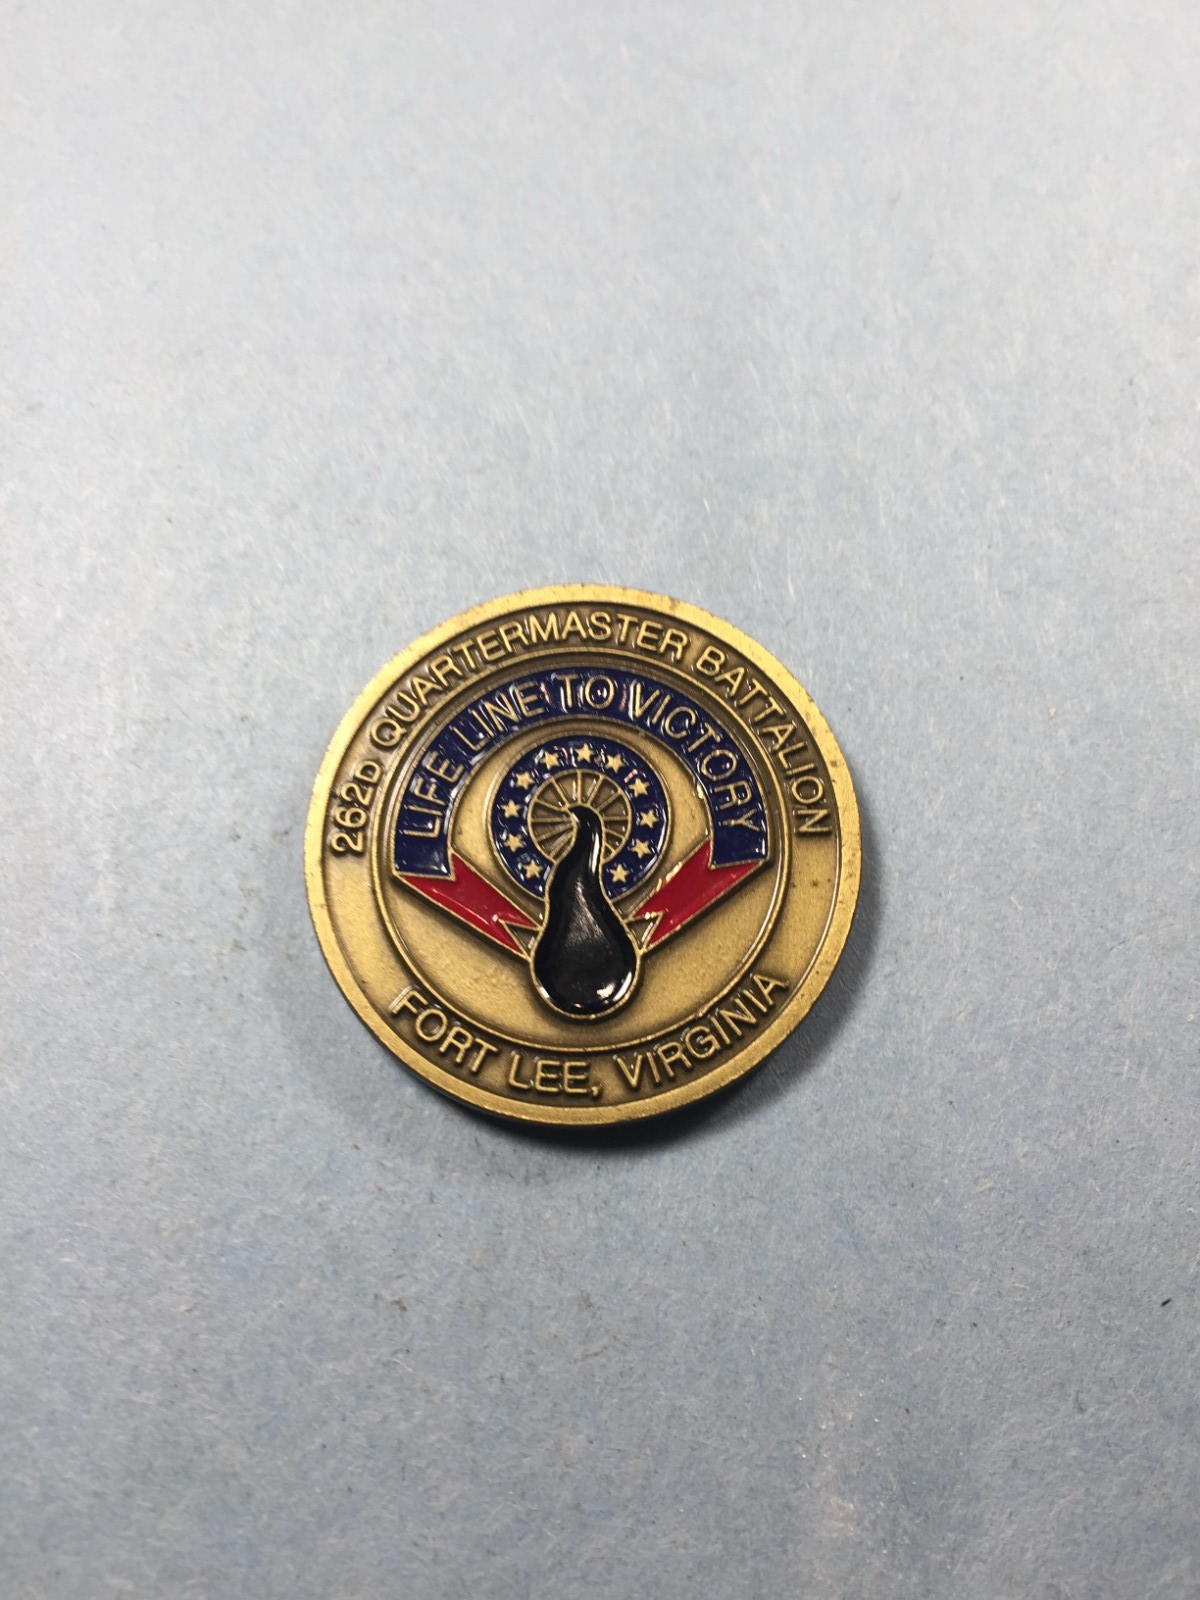 262D QUARTERMASTER BATTALION
LIFE LINE TO VICTORY
FORT LEE, VIRGINIA